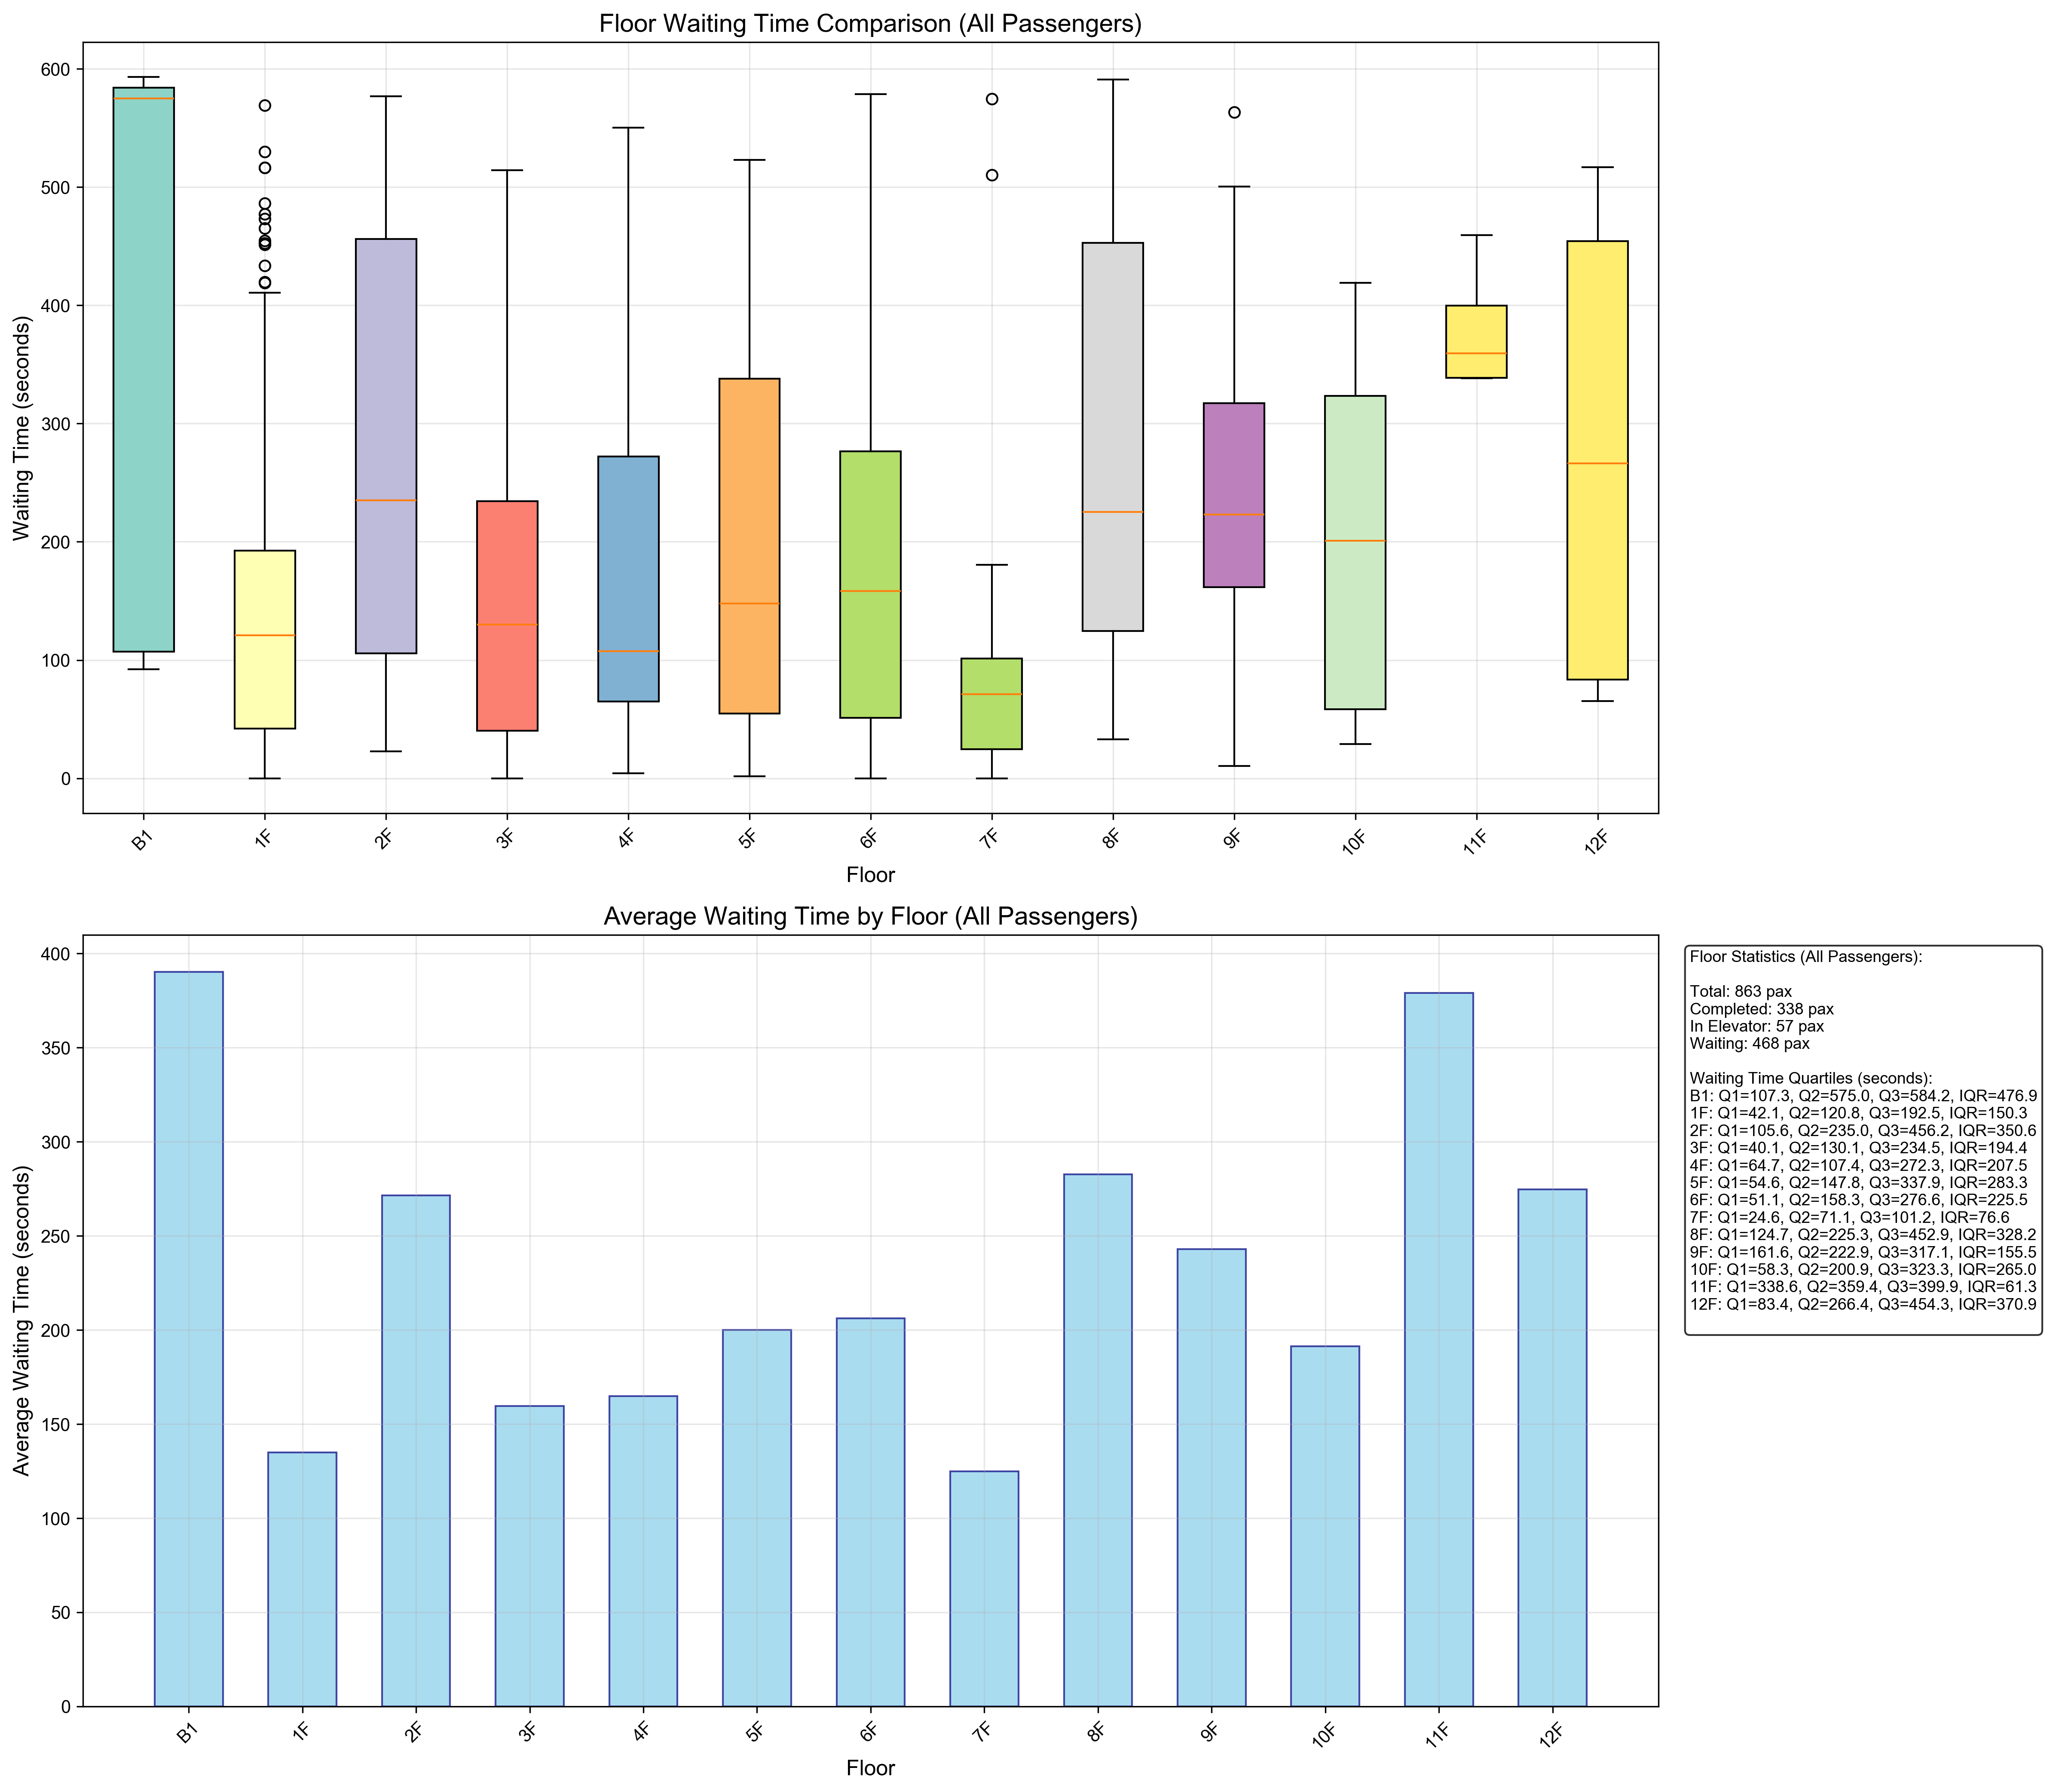 Floor Waiting Time Comparison (All Passengers)
600
500
400
300
200
100
0
Waiting Time (seconds)
B1
1F
2F
3F
4F
5F
6F
7F
8F
9F
10F
11F
12F
Floor
Average Waiting Time by Floor (All Passengers)
400
350
300
250
200
150
100
50
0
Average Waiting Time (seconds)
B1
1F
2F
3F
4F
5F
6F
7F
8F
9F
10F
11F
12F
Floor
Floor Statistics (All Passengers):
Total: 863 pax
Completed: 338 pax
In Elevator: 57 pax
Waiting: 468 pax
Waiting Time Quartiles (seconds):
B1: Q1=107.3, Q2=575.0, Q3=584.2, IQR=476.9
1F: Q1=42.1, Q2=120.8, Q3=192.5, IQR=150.3
2F: Q1=105.6, Q2=235.0, Q3=456.2, IQR=350.6
3F: Q1=40.1, Q2=130.1, Q3=234.5, IQR=194.4
4F: Q1=64.7, Q2=107.4, Q3=272.3, IQR=207.5
5F: Q1=54.6, Q2=147.8, Q3=337.9, IQR=283.3
6F: Q1=51.1, Q2=158.3, Q3=276.6, IQR=225.5
7F: Q1=24.6, Q2=71.1, Q3=101.2, IQR=76.6
8F: Q1=124.7, Q2=225.3, Q3=452.9, IQR=328.2
9F: Q1=161.6, Q2=222.9, Q3=317.1, IQR=155.5
10F: Q1=58.3, Q2=200.9, Q3=323.3, IQR=265.0
11F: Q1=338.6, Q2=359.4, Q3=399.9, IQR=61.3
12F: Q1=83.4, Q2=266.4, Q3=454.3, IQR=370.9